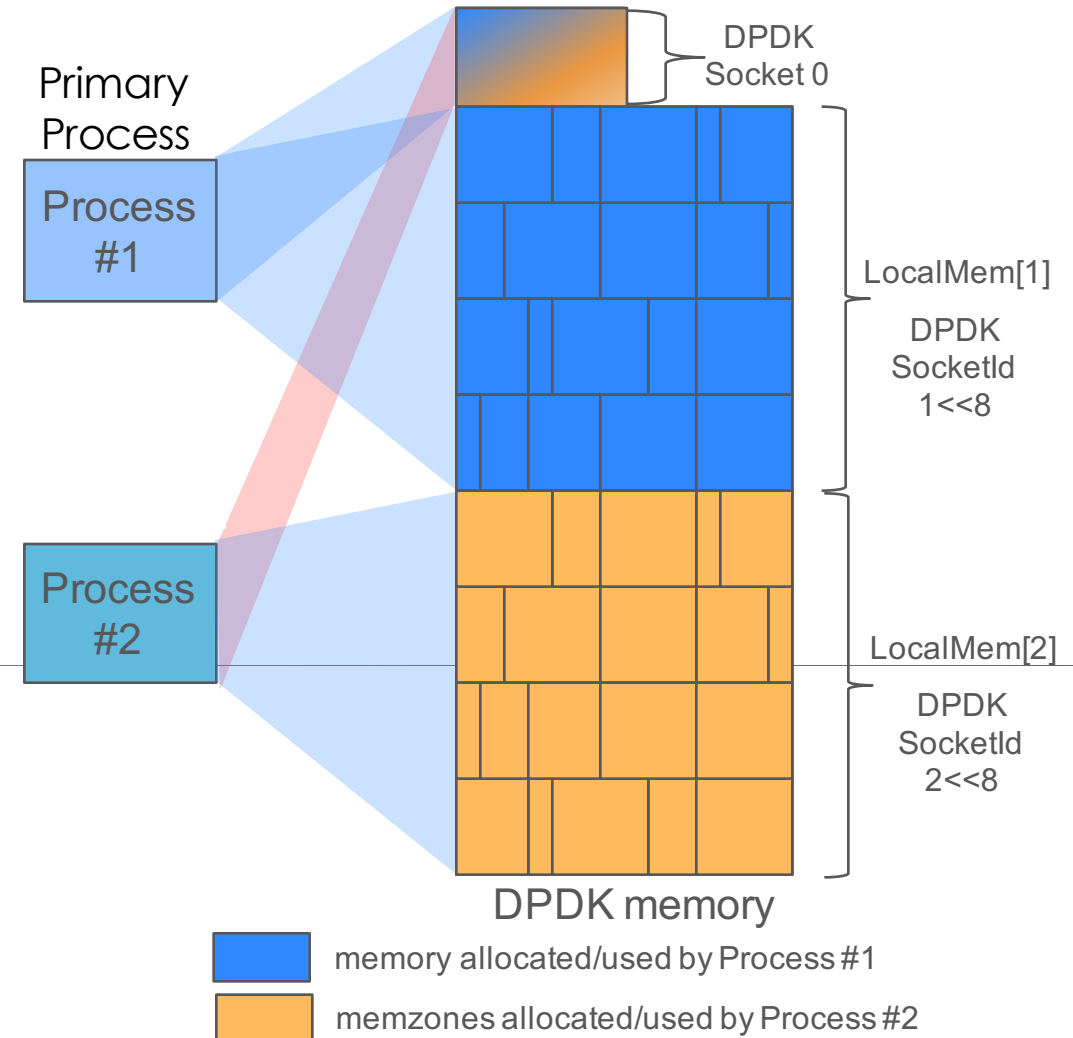 DPDK
Socket 0
Primary
Process
Process
#1
LocalMem[1]
DPDK
SocketId
1<<8
Process
#2
LocalMem[2]
DPDK
SocketId
2<<8
DPDK memory
memory allocated/used by Process #1
memzones allocated/used by Process #2